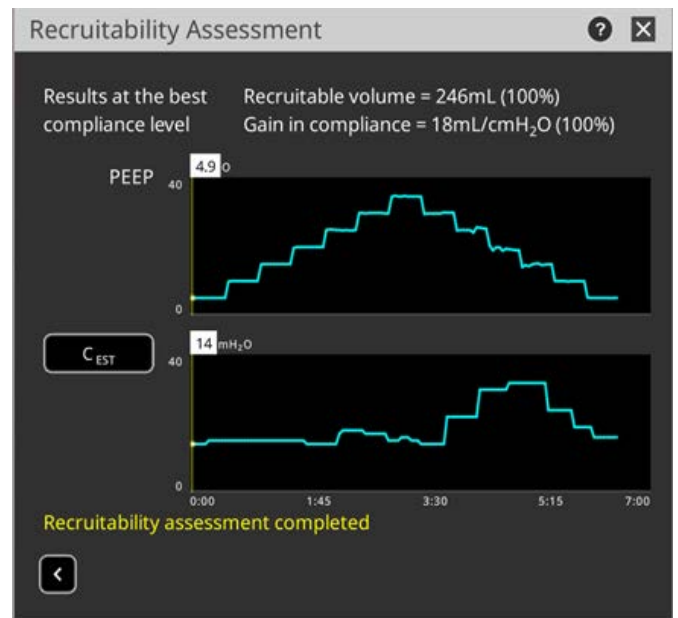 Recruitability Assessment
?
Results at the best Recruitable volume = 246mL (100%)
compliance level Gain in compliance = 18mL/cmH₂O (100%)
PEEP 40 4.9 O
0
C EST 40 14 mH₂O
0
0:00 1:45 3:30 5:15 7:00
Recruitability assessment completed